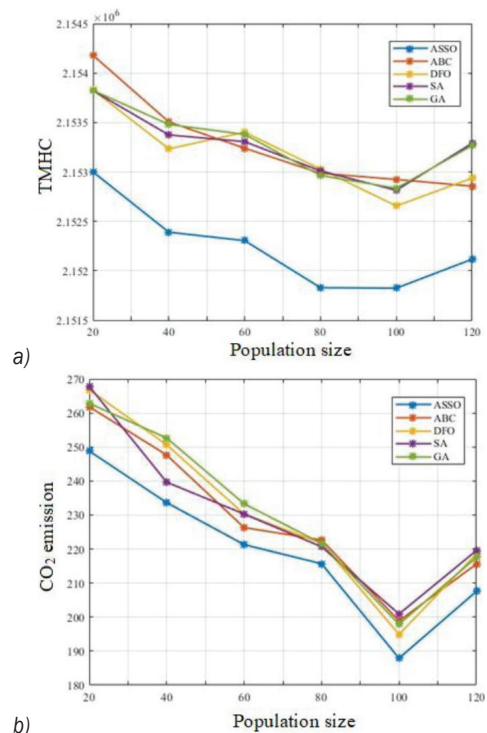 2.1545 × 10⁶
2.154
2.1535
2.153
2.1525
2.152
2.1515
TMHC
ASSO
ABC
DFO
SA
GA
20 40 60 80 100 120
Population size
a)
270
260
250
240
230
220
210
200
190
180
CO₂ emission
ASSO
ABC
DFO
SA
GA
20 40 60 80 100 120
Population size
b)